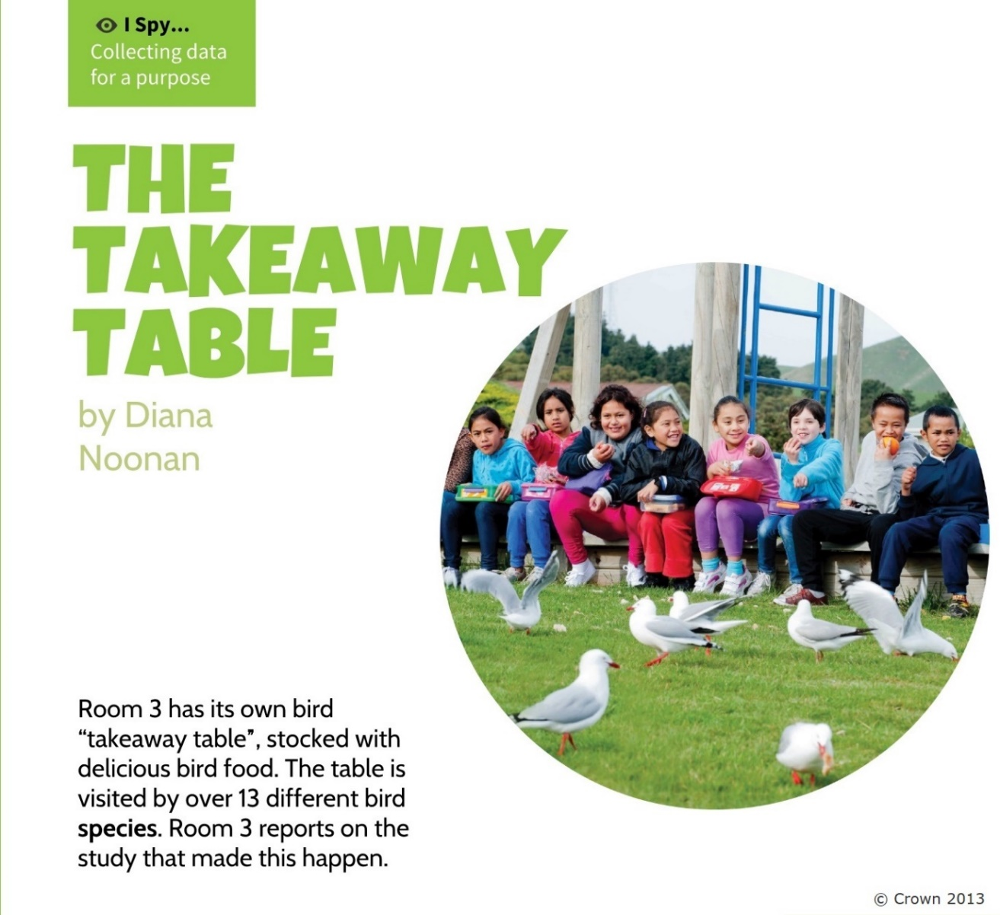 I Spy...
Collecting data
for a purpose
THE
TAKEAWAY
TABLE
by Diana
Noonan
Room 3 has its own bird
“takeaway table”, stocked with
delicious bird food. The table is
visited by over 13 different bird
species. Room 3 reports on the
study that made this happen.
© Crown 2013